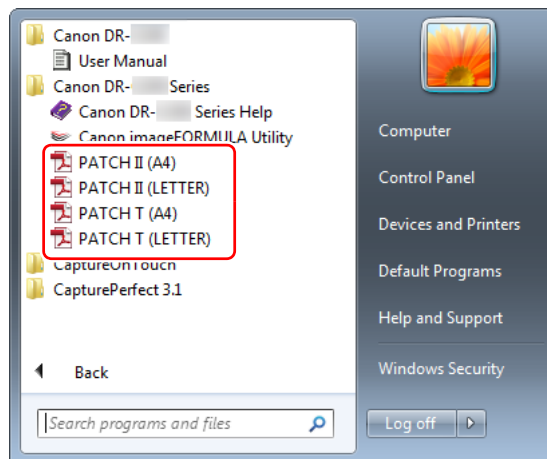 Canon DR-
User Manual
Canon DR- Series
Canon DR- Series Help
Canon imageFORMULA Utility
PATCH II (A4)
PATCH II (LETTER)
PATCH T (A4)
PATCH T (LETTER)
CaptureOnTouch
CapturePerfect 3.1
Back
Search programs and files
Computer
Control Panel
Devices and Printers
Default Programs
Help and Support
Windows Security
Log off